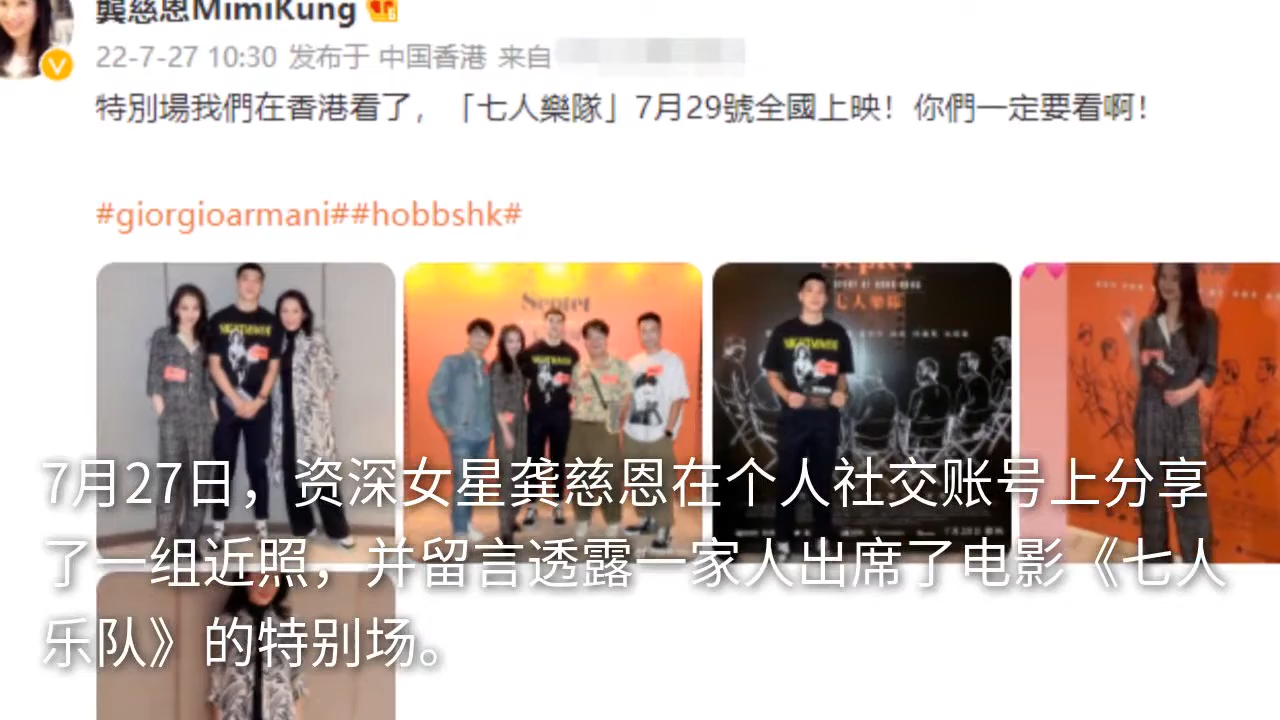 龔慈恩MimiKung
22-7-27 10:30 发布于 中国香港 来自
特別場我們在香港看了，「七人樂隊」7月29號全國上映！你們一定要看啊！
#giorgioarmani##hobbshk#
Septet
七人樂隊
7月27日，资深女星龚慈恩在个人社交账号上分享
了一组近照，并留言透露一家人出席了电影《七人
乐队》的特别场。